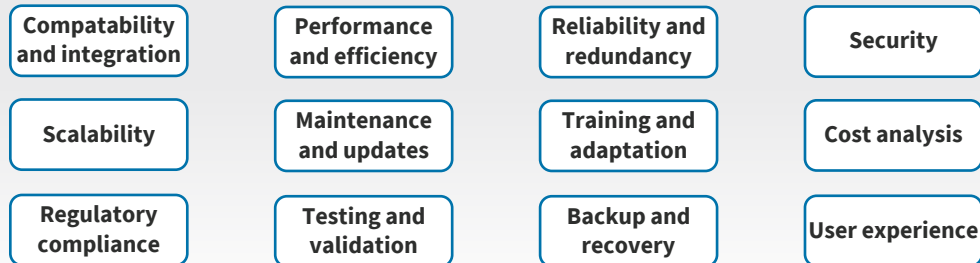 Compatability
and integration
Performance
and efficiency
Reliability and
redundancy
Security
Scalability
Maintenance
and updates
Training and
adaptation
Cost analysis
Regulatory
compliance
Testing and
validation
Backup and
recovery
User experience